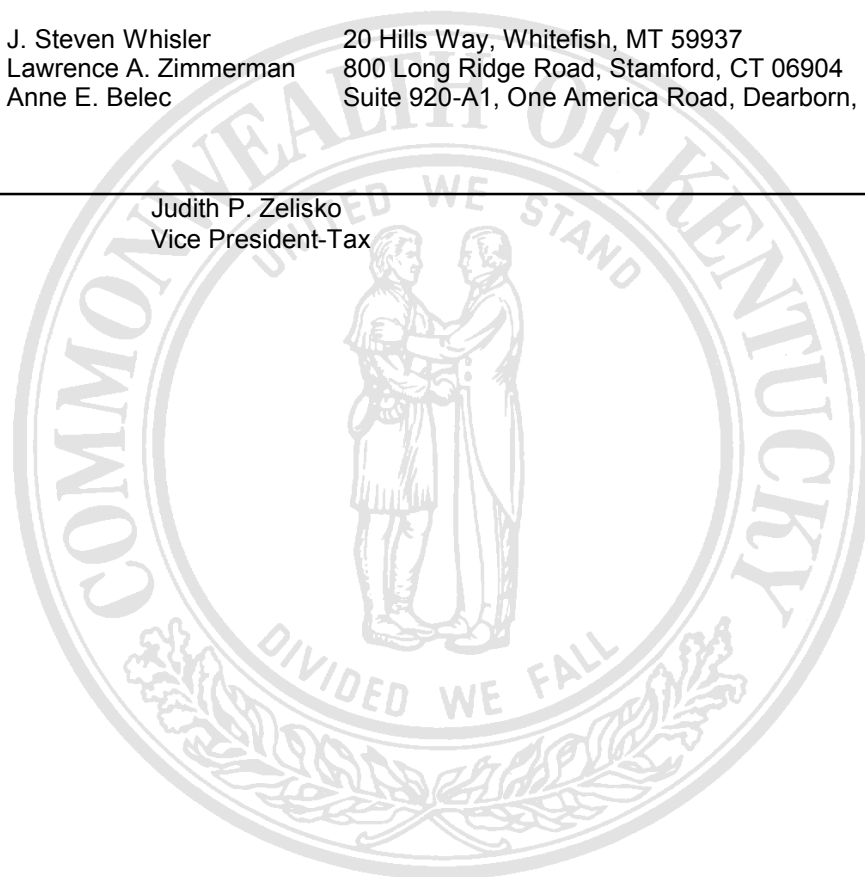 J. Steven Whisler 20 Hills Way, Whitefish, MT 59937
Lawrence A. Zimmerman 800 Long Ridge Road, Stamford, CT 06904
Anne E. Belec Suite 920-A1, One America Road, Dearborn,
Judith P. Zelisko
Vice President-Tax
COMMONWEALTH OF KENTUCKY
UNITED WE STAND
DIVIDED WE FALL